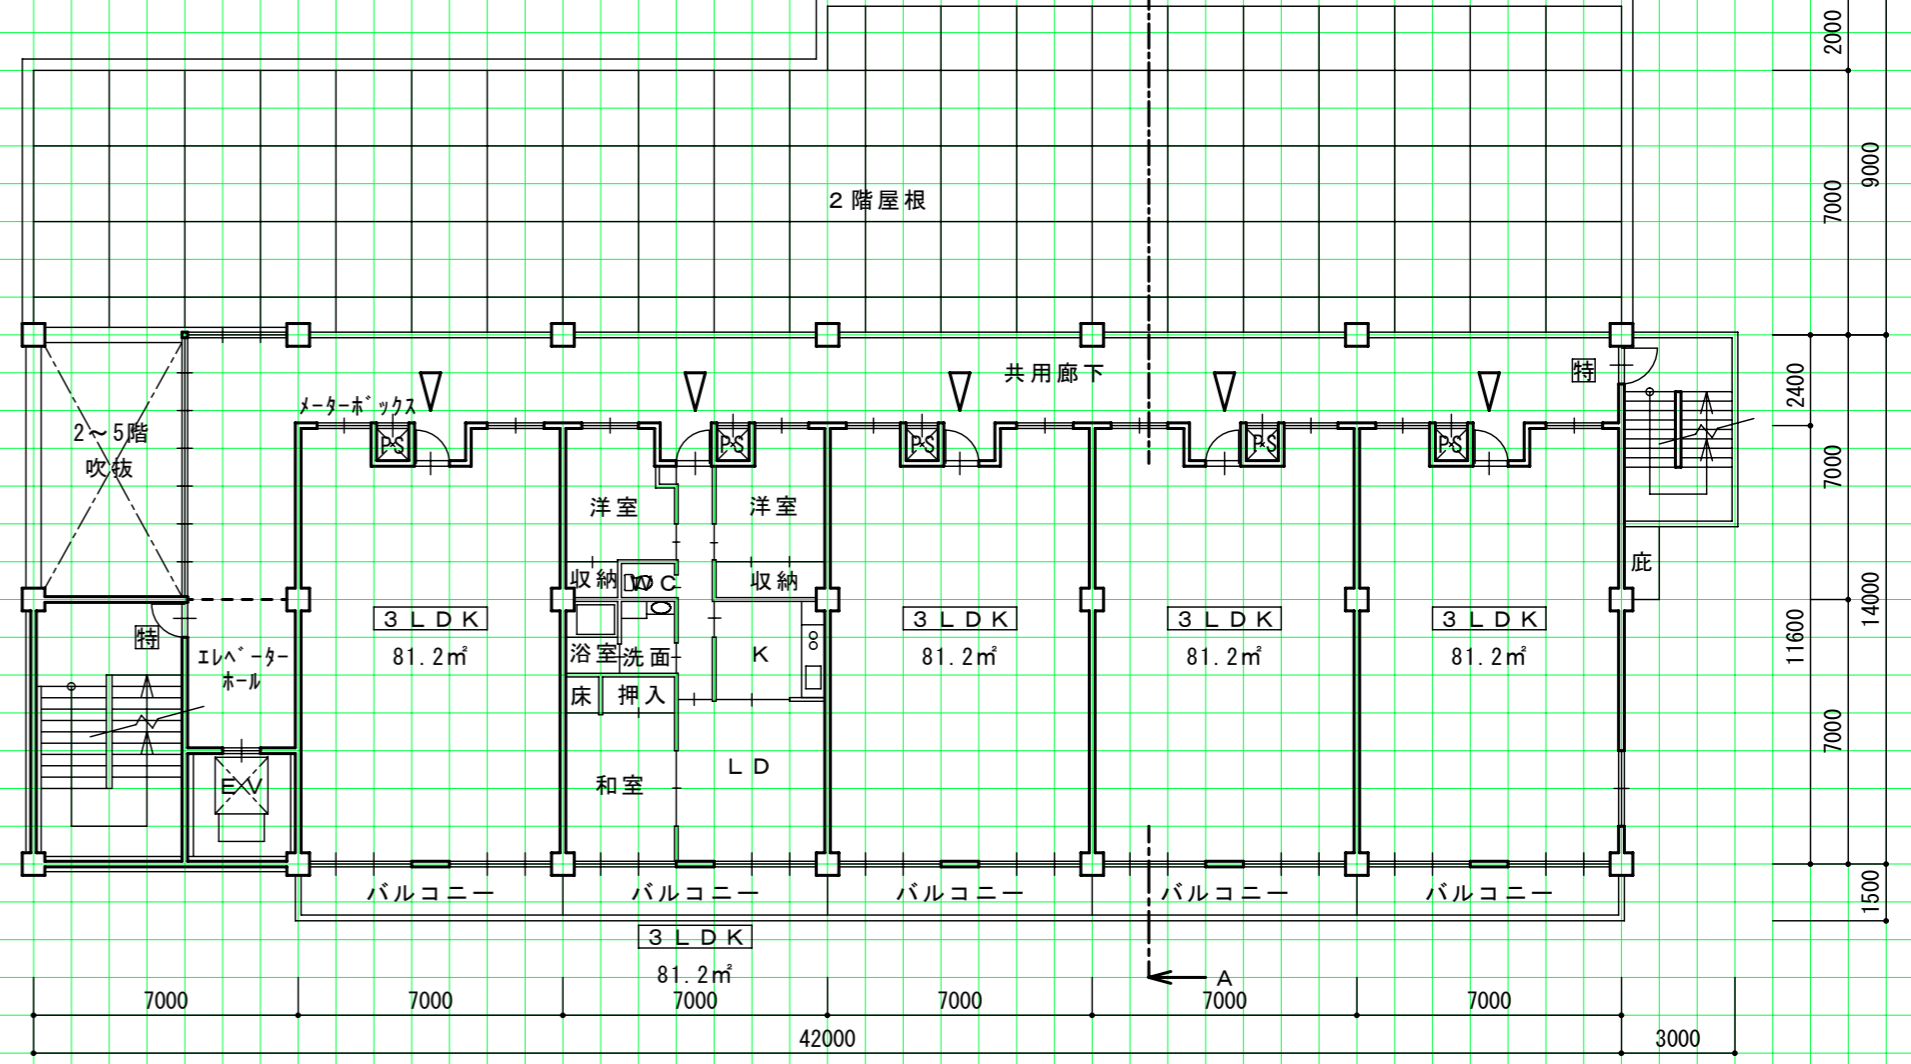 2000
9000
7000
2階屋根
共用廊下
特
2400
メーターボックス
2~5階
吹抜
PS
PS
PS
PS
PS
7000
洋室
洋室
収納
WC
収納
庇
14000
11600
3LDK
81.2㎡
3LDK
81.2㎡
3LDK
81.2㎡
3LDK
81.2㎡
特
エレベーター
ホール
浴室
洗面
K
床
押入
7000
EV
和室
LD
バルコニー
バルコニー
バルコニー
バルコニー
バルコニー
1500
3LDK
81.2㎡
A
7000
7000
7000
7000
7000
7000
42000
3000